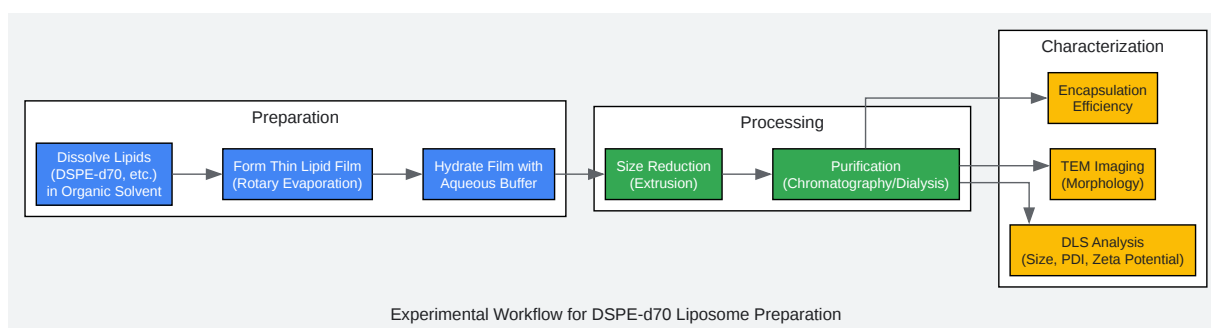 Preparation
Dissolve Lipids
(DSPE-d70, etc.)
in Organic Solvent
Form Thin Lipid Film
(Rotary Evaporation)
Hydrate Film with
Aqueous Buffer
Processing
Size Reduction
(Extrusion)
Purification
(Chromatography/Dialysis)
Characterization
Encapsulation
Efficiency
TEM Imaging
(Morphology)
DLS Analysis
(Size, PDI, Zeta Potential)
Experimental Workflow for DSPE-d70 Liposome Preparation